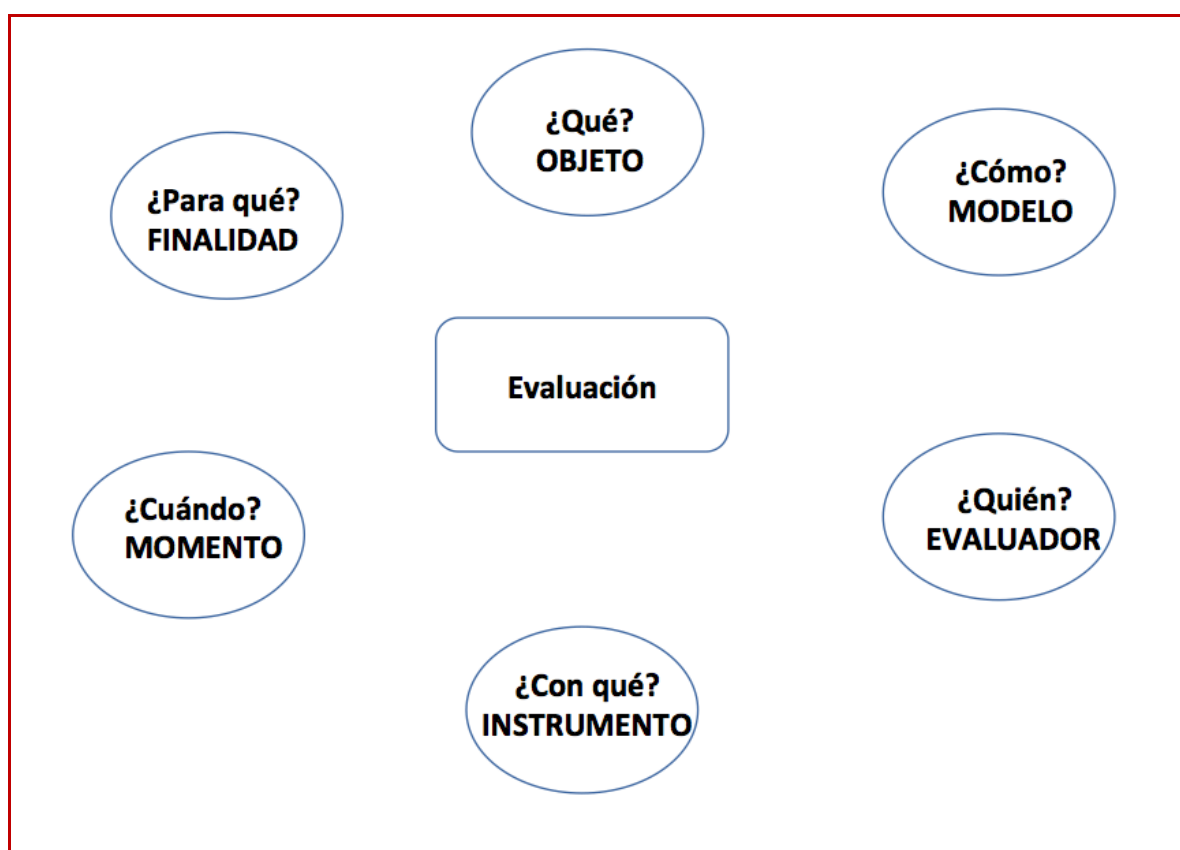 ¿Qué?
OBJETO
¿Cómo?
MODELO
¿Para qué?
FINALIDAD
Evaluación
¿Cuándo?
MOMENTO
¿Quién?
EVALUADOR
¿Con qué?
INSTRUMENTO